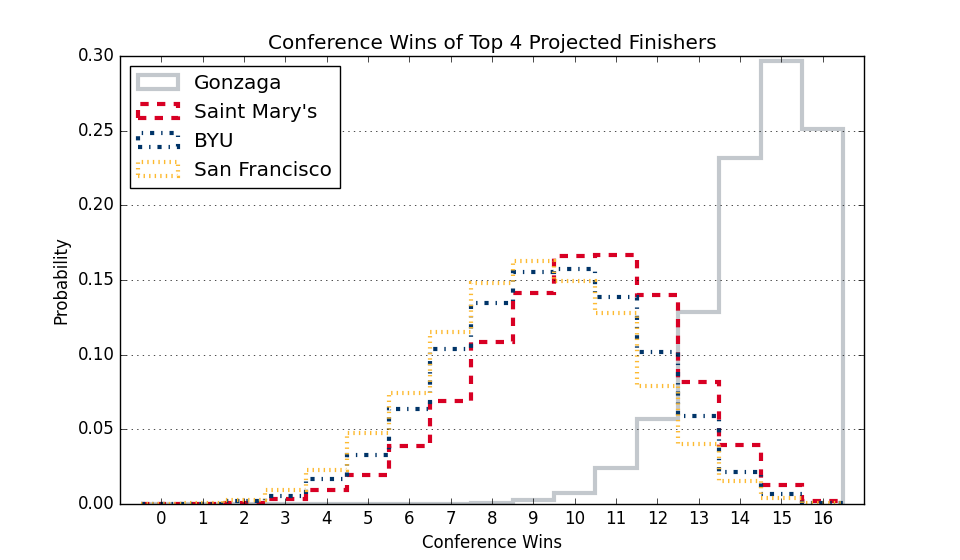 Conference Wins of Top 4 Projected Finishers
0.30
0.25
0.20
0.15
0.10
0.05
0.00
Probability
Gonzaga
Saint Mary's
BYU
San Francisco
0 1 2 3 4 5 6 7 8 9 10 11 12 13 14 15 16
Conference Wins